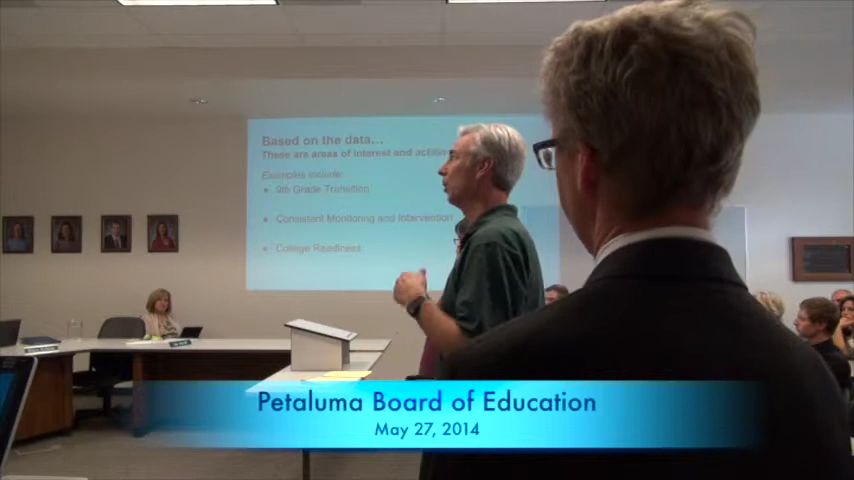 Based on the data...
These are areas of interest and
Examples include:
● 9th Grade Transition
● Consistent Monitoring and Intervention
● College Readiness
Petaluma Board of Education
May 27, 2014